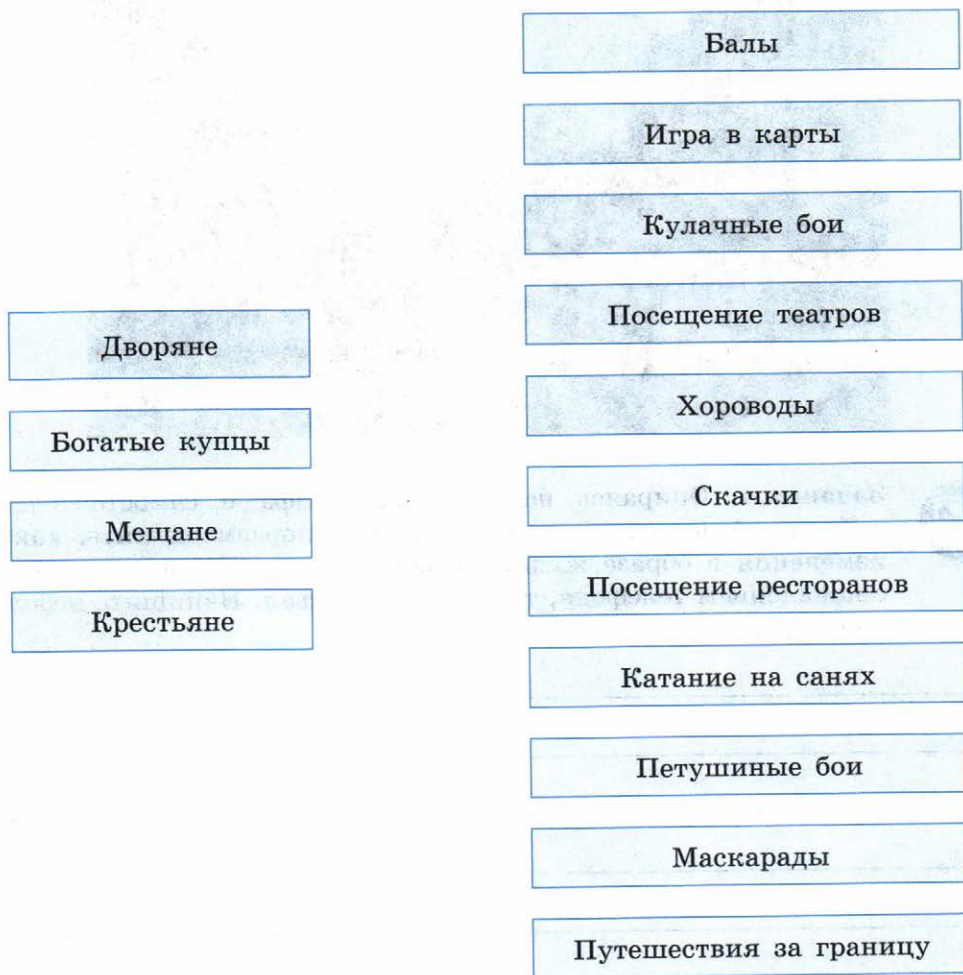 Балы
Игра в карты
Кулачные бои
Посещение театров
Дворяне
Хороводы
Богатые купцы
Скачки
Мещане
Посещение ресторанов
Крестьяне
Катание на санях
Петушиные бои
Маскарады
Путешествия за границу